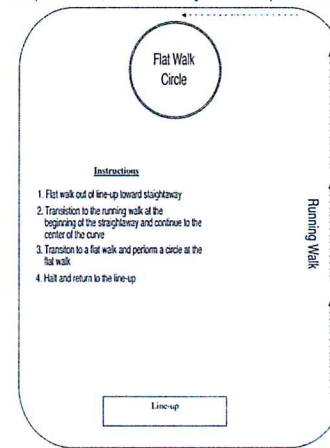 Flat Walk
Circle
Instructions
1. Flat walk out of line-up toward staightaway
2. Transistion to the running walk at the
beginning of the straightaway and continue to the
center of the curve
3. Transiton to a flat walk and perform a circle at the
flat walk
4. Halt and return to the line-up
Running Walk
Line-up